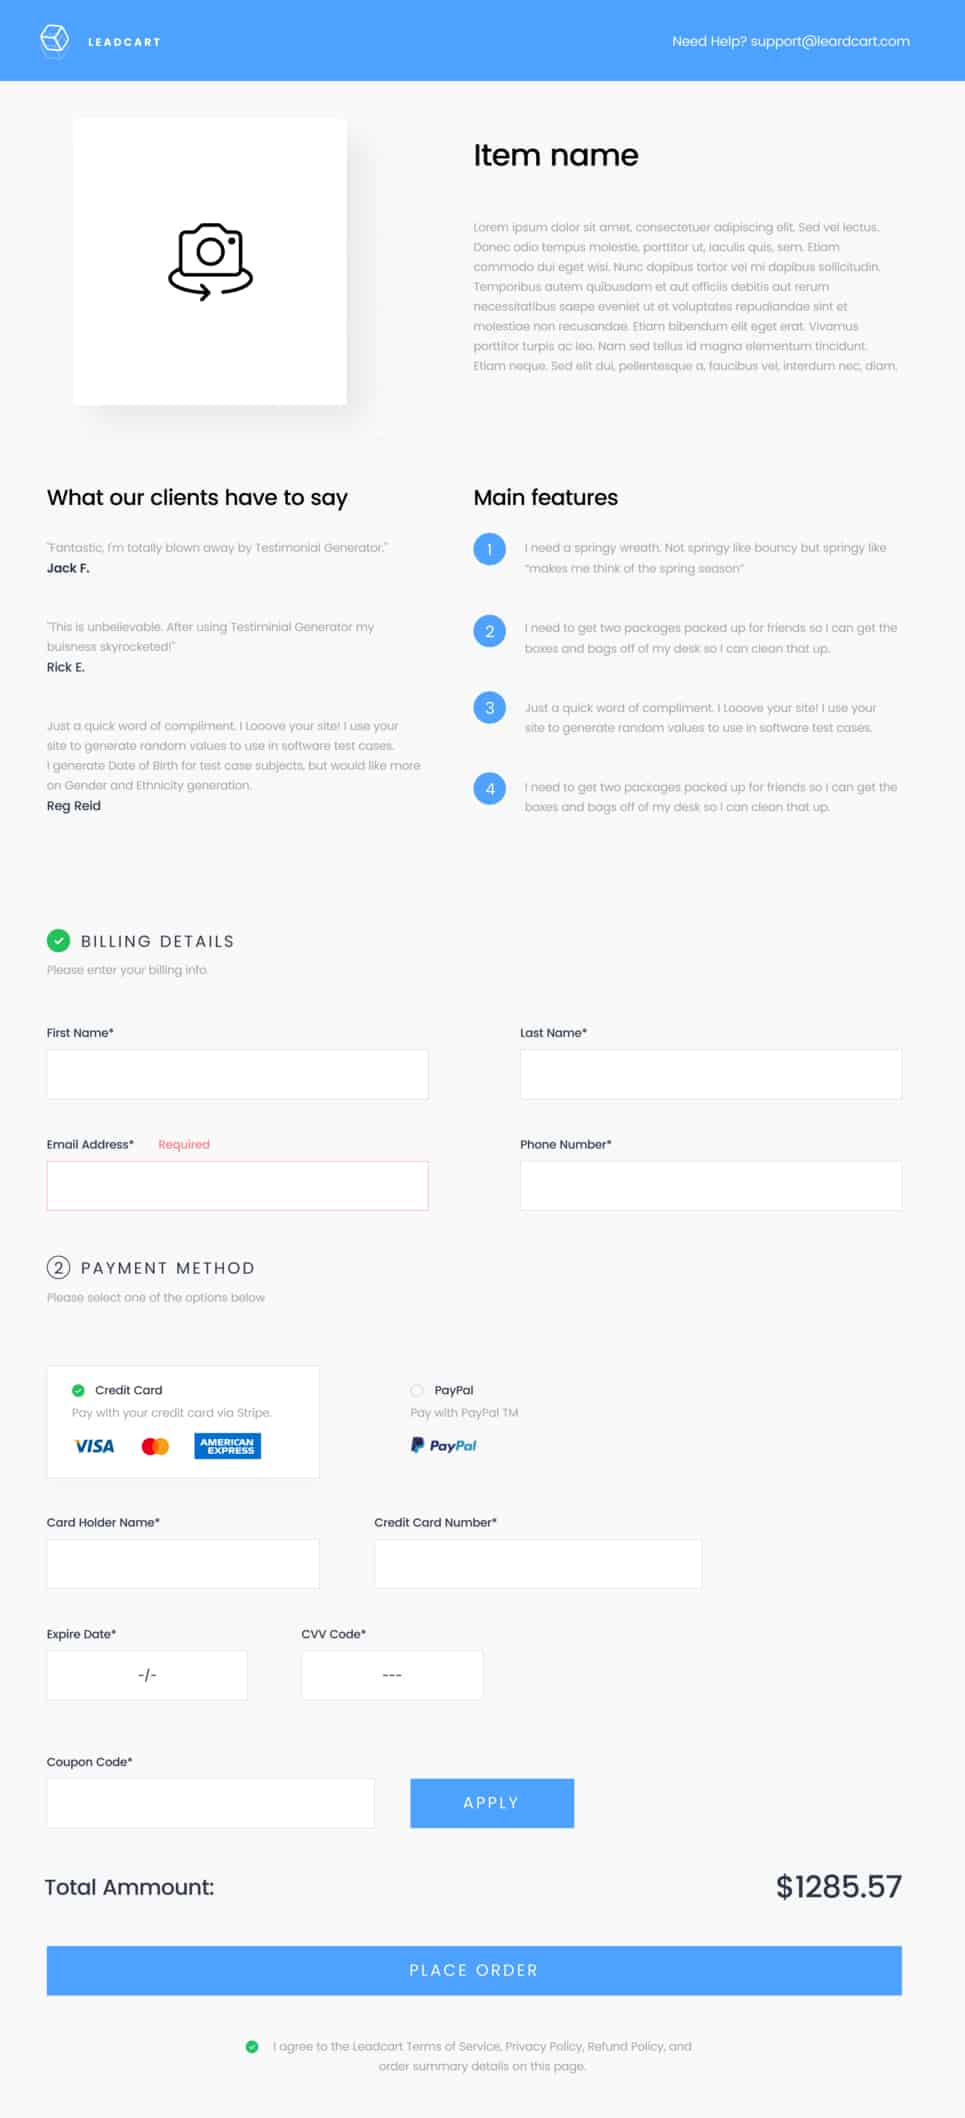 LEADCART
Need Help? support@leardcart.com
Item name
Lorem ipsum dolor sit amet, consectetuer adipiscing elit. Sed vel lectus.
Donec odio tempus molestie, porttitor ut, iaculis quis, sem. Etiam
commodo dui eget wisi. Nunc dapibus tortor vel mi dapibus sollicitudin.
Temporibus autem quibusdam et aut officiis debitis aut rerum
necessitatibus saepe eveniet ut et voluptates repudiandae sint et
molestiae non recusandae. Etiam bibendum elit eget erat. Vivamus
porttitor turpis ac leo. Nam sed tellus id magna elementum tincidunt.
Etiam neque. Sed elit dui, pellentesque a, faucibus vel, interdum nec, diam.
What our clients have to say
"Fantastic, I'm totally blown away by Testimonial Generator."
Jack F.
"This is unbelievable. After using Testiminial Generator my
buisness skyrocketed!"
Rick E.
Just a quick word of compliment. I Looove your site! I use your
site to generate random values to use in software test cases.
I generate Date of Birth for test case subjects, but would like more
on Gender and Ethnicity generation.
Reg Reid
Main features
1
I need a springy wreath. Not springy like bouncy but springy like
“makes me think of the spring season”
2
I need to get two packages packed up for friends so I can get the
boxes and bags off of my desk so I can clean that up.
3
Just a quick word of compliment. I Looove your site! I use your
site to generate random values to use in software test cases.
4
I need to get two packages packed up for friends so I can get the
boxes and bags off of my desk so I can clean that up.
BILLING DETAILS
Please enter your billing info.
First Name*
Last Name*
Email Address* Required
Phone Number*
2 PAYMENT METHOD
Please select one of the options below
Credit Card
Pay with your credit card via Stripe.
VISA
AMERICAN
EXPRESS
PayPal
Pay with PayPal TM
PayPal
Card Holder Name*
Credit Card Number*
Expire Date*
-/-
CVV Code*
---
Coupon Code*
APPLY
Total Ammount:
$1285.57
PLACE ORDER
I agree to the Leadcart Terms of Service, Privacy Policy, Refund Policy, and
order summary details on this page.